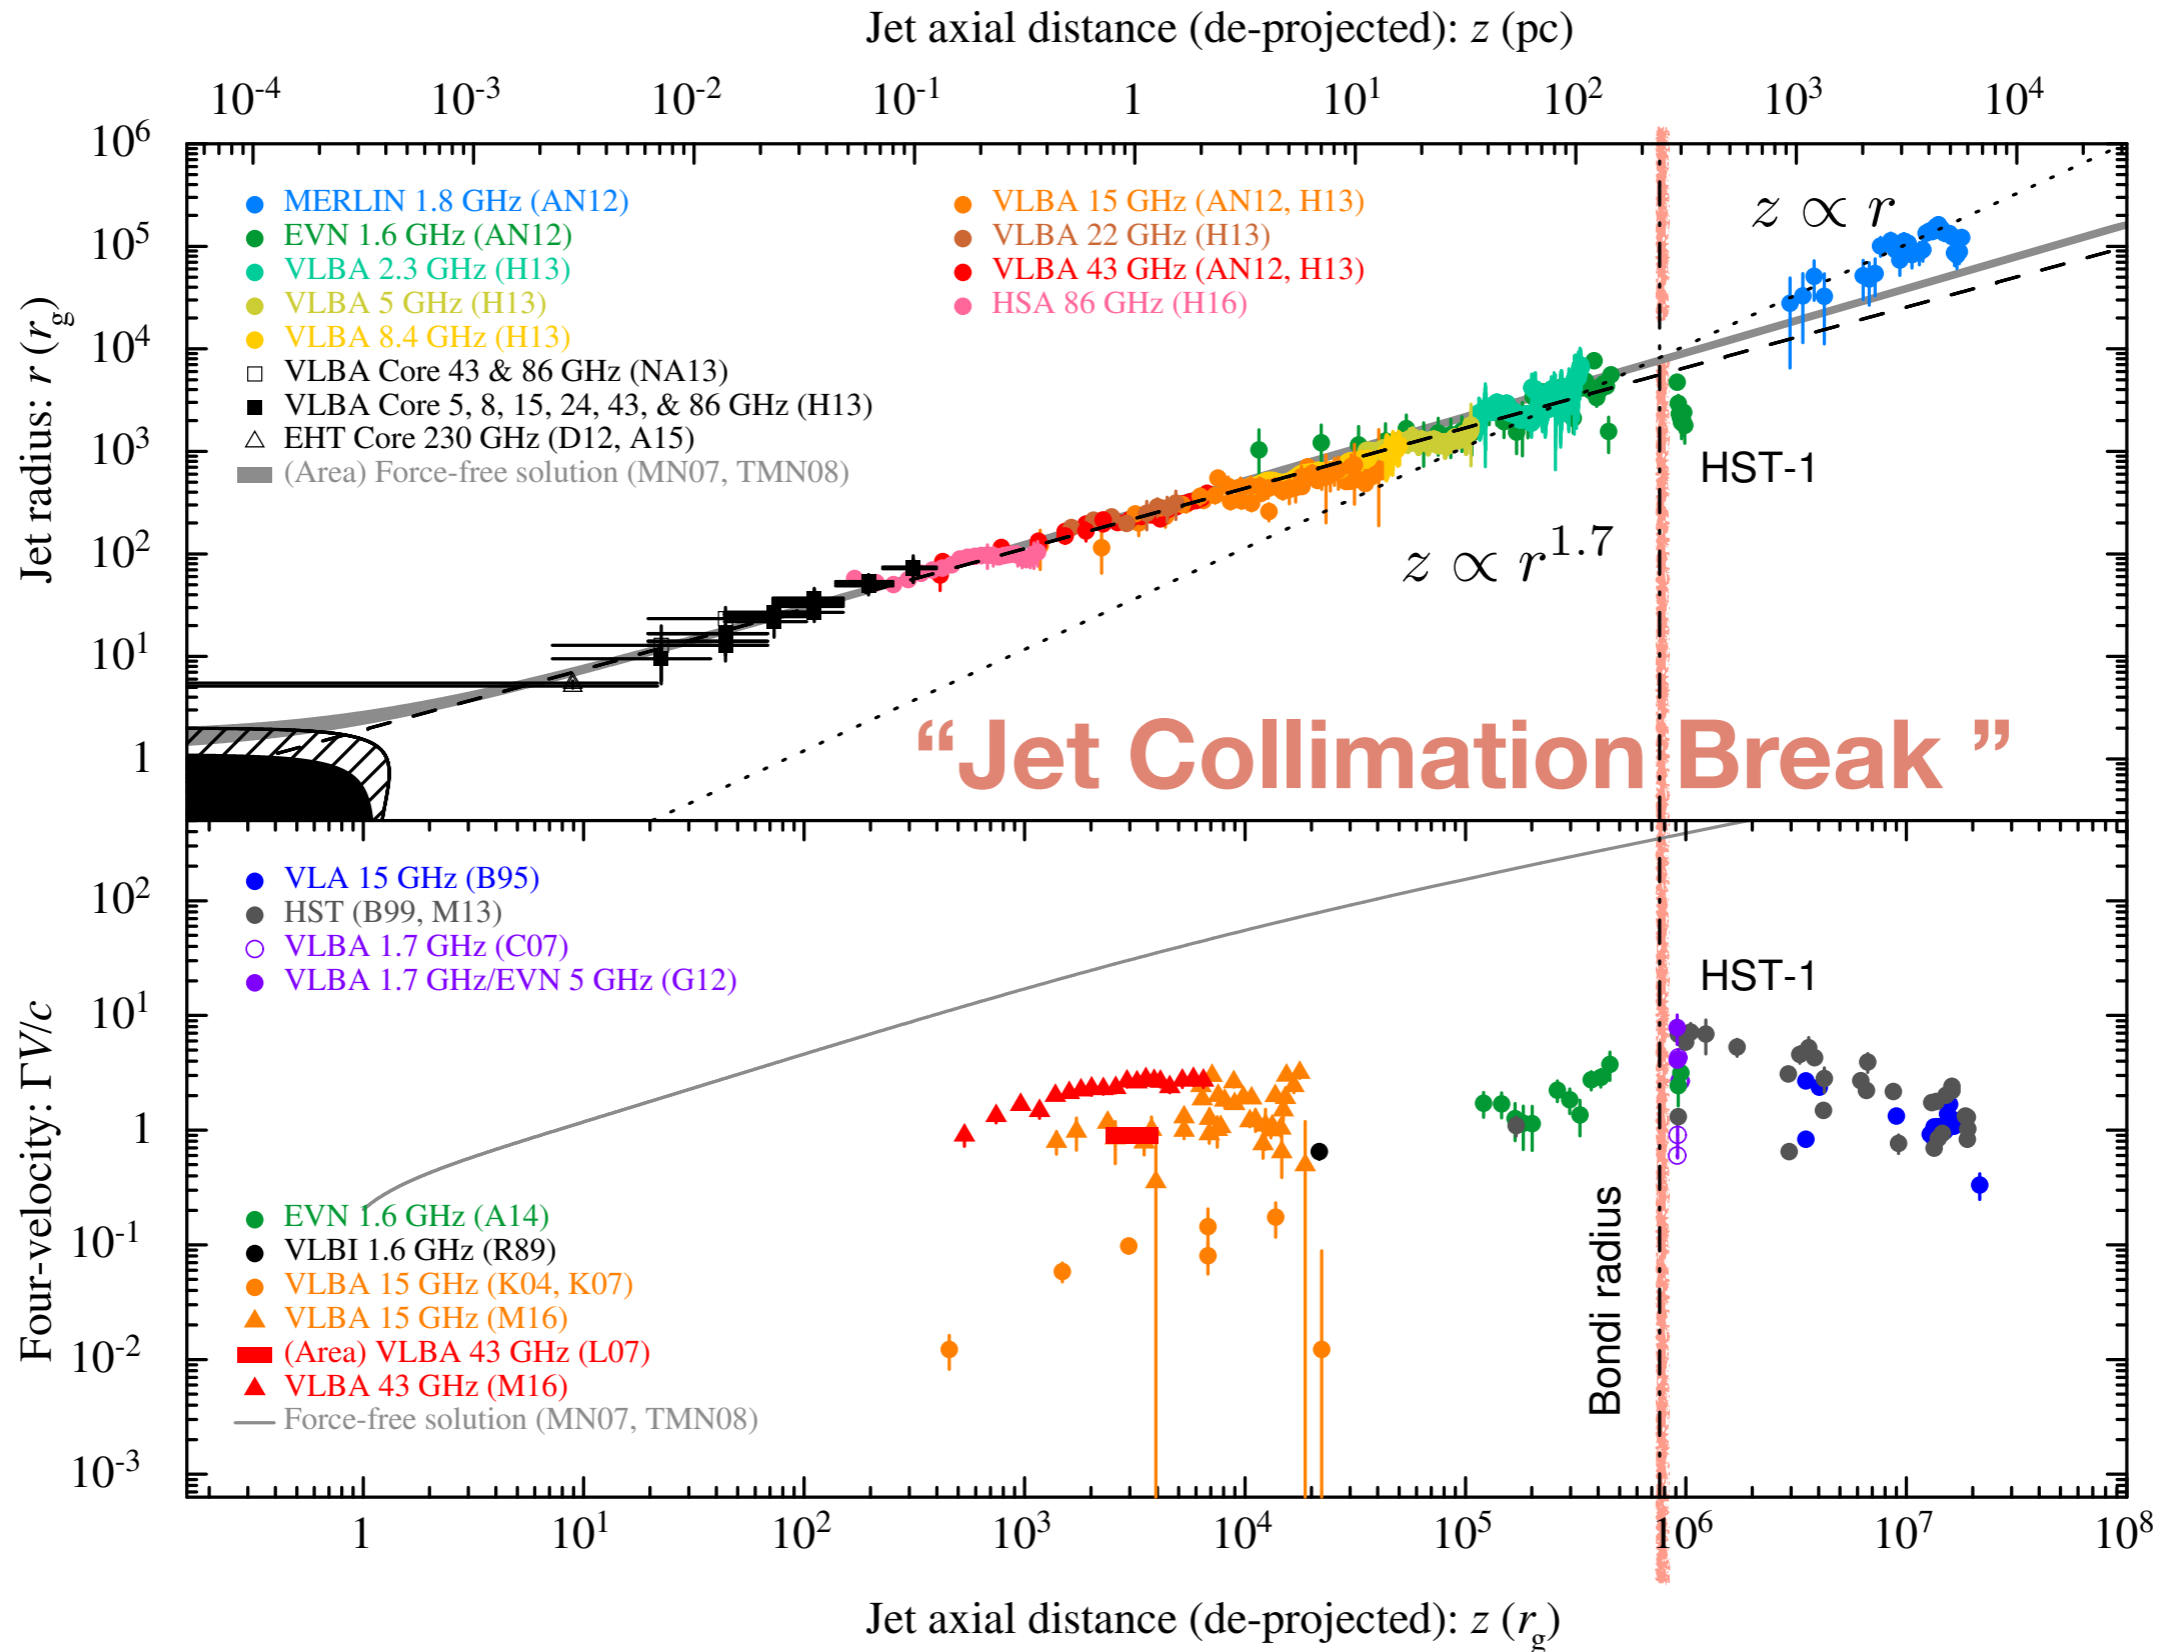 Jet axial distance (de-projected): z (pc)
10-4 10-3 10-2 10-1 1 101 102 103 104
Jet radius: r (rg)
106
105
104
103
102
101
1
MERLIN 1.8 GHz (AN12)
EVN 1.6 GHz (AN12)
VLBA 2.3 GHz (H13)
VLBA 5 GHz (H13)
VLBA 8.4 GHz (H13)
VLBA Core 43 & 86 GHz (NA13)
VLBA Core 5, 8, 15, 24, 43, & 86 GHz (H13)
EHT Core 230 GHz (D12, A15)
(Area) Force-free solution (MN07, TMN08)
VLBA 15 GHz (AN12, H13)
VLBA 22 GHz (H13)
VLBA 43 GHz (AN12, H13)
HSA 86 GHz (H16)
z ∝ r
HST-1
z ∝ r1.7
“Jet Collimation Break ”
Four-velocity: ΓV/c
102
101
1
10-1
10-2
10-3
VLA 15 GHz (B95)
HST (B99, M13)
VLBA 1.7 GHz (C07)
VLBA 1.7 GHz/EVN 5 GHz (G12)
HST-1
Bondi radius
EVN 1.6 GHz (A14)
VLBI 1.6 GHz (R89)
VLBA 15 GHz (K04, K07)
VLBA 15 GHz (M16)
(Area) VLBA 43 GHz (L07)
VLBA 43 GHz (M16)
Force-free solution (MN07, TMN08)
1 101 102 103 104 105 106 107 108
Jet axial distance (de-projected): z (rg)